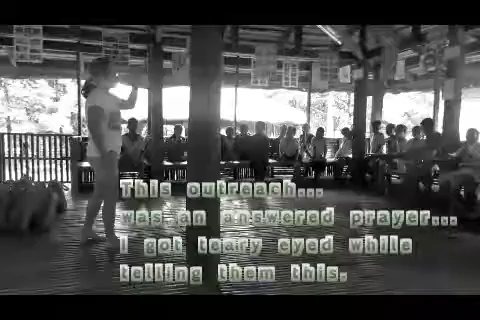 This outreach...
was an answered prayer...
I got teary eyed while
telling them this.